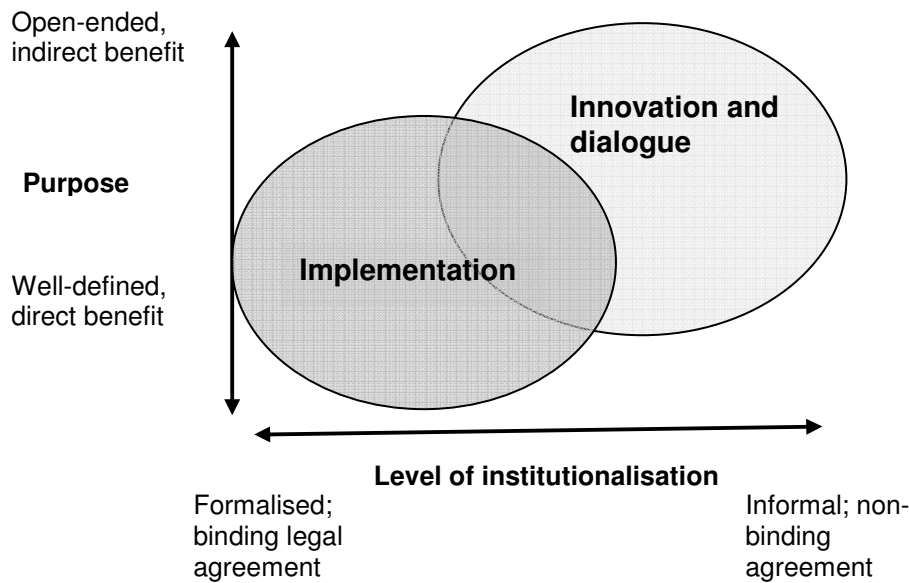 Open-ended,
indirect benefit
Innovation and
dialogue
Purpose
Implementation
Well-defined,
direct benefit
Level of institutionalisation
Formalised;
binding legal
agreement
Informal; non-
binding
agreement